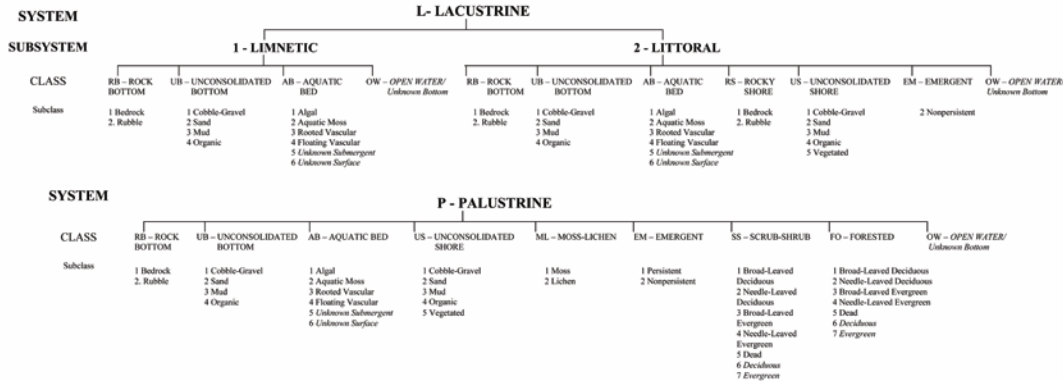 SYSTEM
L- LACUSTRINE
SUBSYSTEM
1 - LIMNETIC
2 - LITTORAL
CLASS
RB – ROCK BOTTOM
UB – UNCONSOLIDATED BOTTOM
AB – AQUATIC BED
OW – OPEN WATER/ Unknown Bottom
RB – ROCK BOTTOM
UB – UNCONSOLIDATED BOTTOM
AB – AQUATIC BED
RS – ROCKY SHORE
US – UNCONSOLIDATED SHORE
EM – EMERGENT
OW – OPEN WATER/ Unknown Bottom
Subclass
1 Bedrock
2. Rubble
1 Cobble-Gravel
2 Sand
3 Mud
4 Organic
1 Algal
2 Aquatic Moss
3 Rooted Vascular
4 Floating Vascular
5 Unknown Submergent
6 Unknown Surface
1 Bedrock
2. Rubble
1 Cobble-Gravel
2 Sand
3 Mud
4 Organic
1 Algal
2 Aquatic Moss
3 Rooted Vascular
4 Floating Vascular
5 Unknown Submergent
6 Unknown Surface
1 Bedrock
2. Rubble
1 Cobble-Gravel
2 Sand
3 Mud
4 Organic
5 Vegetated
2 Nonpersistent
SYSTEM
P - PALUSTRINE
CLASS
RB – ROCK BOTTOM
UB – UNCONSOLIDATED BOTTOM
AB – AQUATIC BED
US – UNCONSOLIDATED SHORE
ML – MOSS-LICHEN
EM – EMERGENT
SS – SCRUB-SHRUB
FO – FORESTED
OW – OPEN WATER/ Unknown Bottom
Subclass
1 Bedrock
2. Rubble
1 Cobble-Gravel
2 Sand
3 Mud
4 Organic
1 Algal
2 Aquatic Moss
3 Rooted Vascular
4 Floating Vascular
5 Unknown Submergent
6 Unknown Surface
1 Cobble-Gravel
2 Sand
3 Mud
4 Organic
5 Vegetated
1 Moss
2 Lichen
1 Persistent
2 Nonpersistent
1 Broad-Leaved
Deciduous
2 Needle-Leaved
Deciduous
3 Broad-Leaved
Evergreen
4 Needle-Leaved
Evergreen
5 Dead
6 Deciduous
7 Evergreen
1 Broad-Leaved Deciduous
2 Needle-Leaved Deciduous
3 Broad-Leaved Evergreen
4 Needle-Leaved Evergreen
5 Dead
6 Deciduous
7 Evergreen